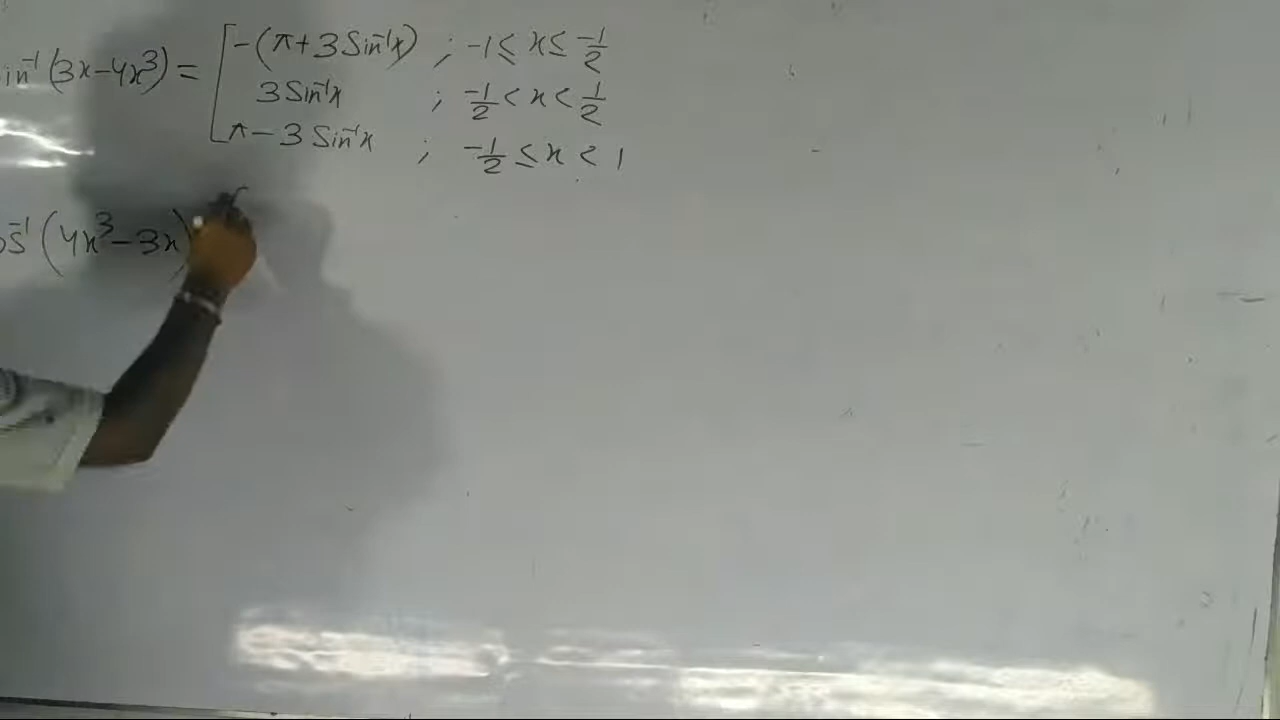 in⁻¹(3x-4x³) = [ -(π+3Sin⁻¹x) ; -1 ≤ x ≤ -1/2
3Sin⁻¹x ; -1/2 < x < 1/2
π-3Sin⁻¹x ; -1/2 ≤ x < 1
os⁻¹(4x³-3x)